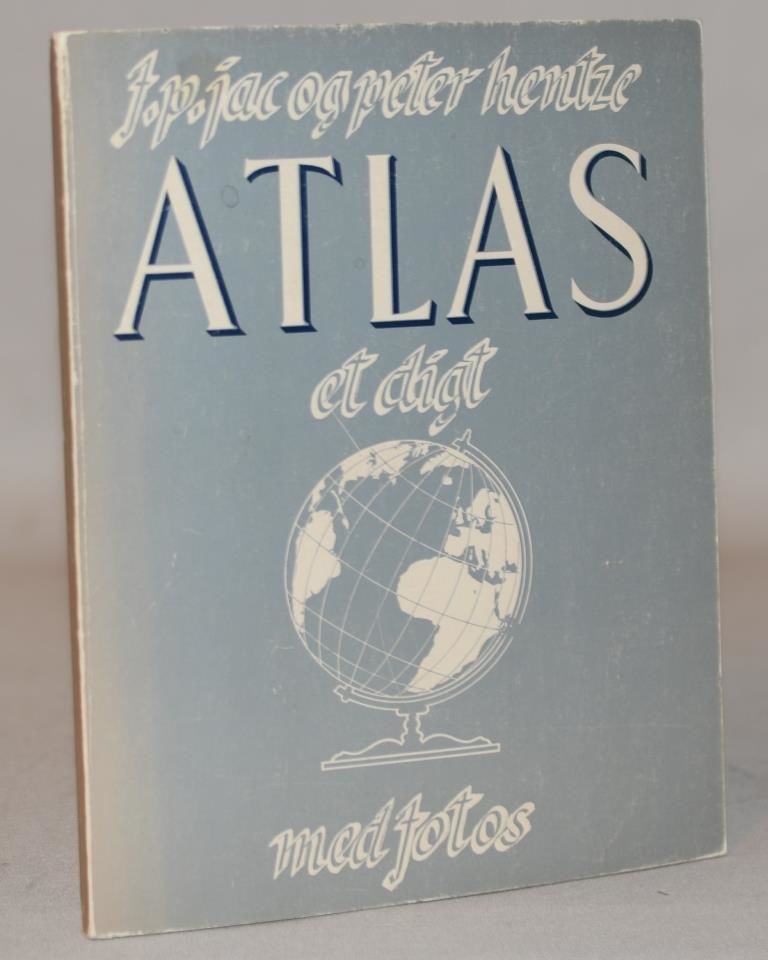 f.p.jac og peter hentze
ATLAS
et digt
med fotos